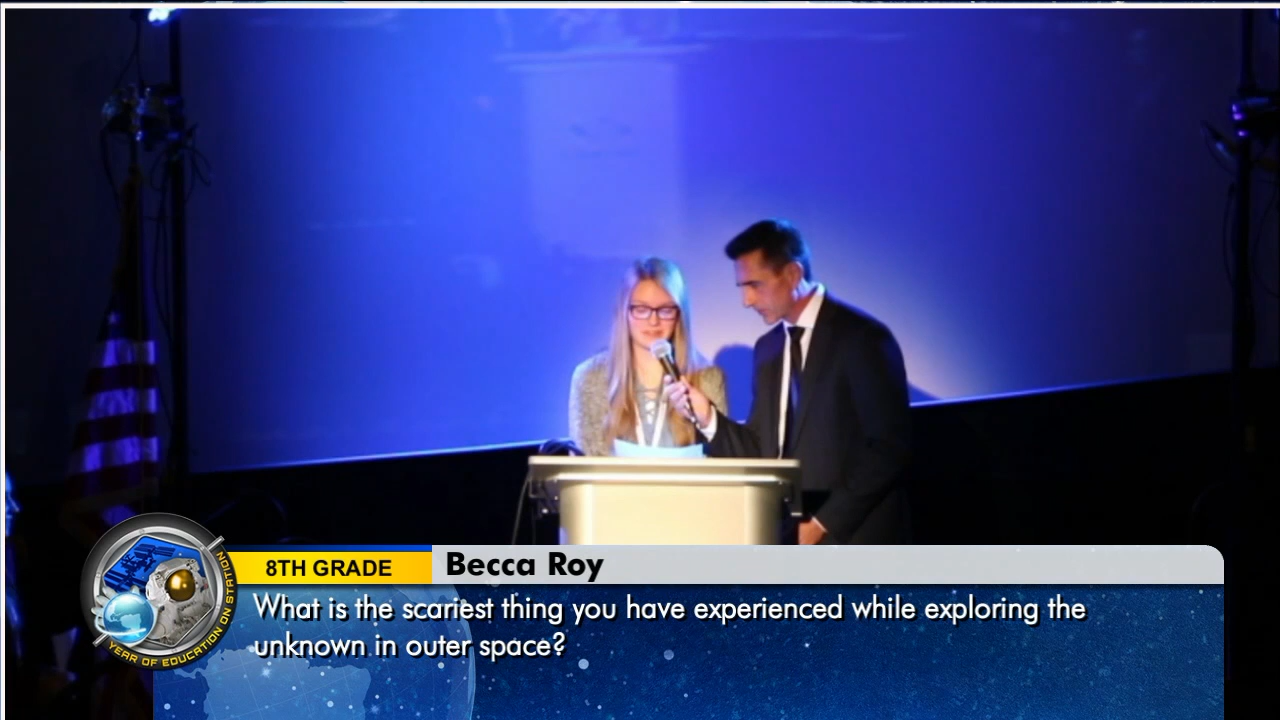 8TH GRADE
Becca Roy
What is the scariest thing you have experienced while exploring the
unknown in outer space?
YEAR OF EDUCATION ON STATION